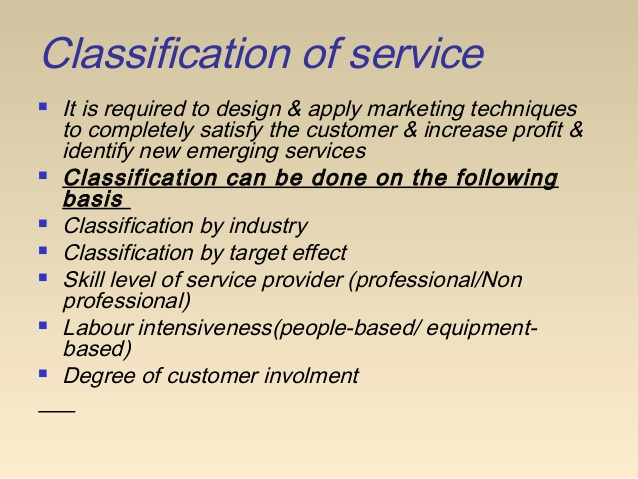 Classification of service
▪ It is required to design & apply marketing techniques
to completely satisfy the customer & increase profit &
identify new emerging services
▪ Classification can be done on the following
basis
▪ Classification by industry
▪ Classification by target effect
▪ Skill level of service provider (professional/Non
professional)
▪ Labour intensiveness(people-based/ equipment-
based)
▪ Degree of customer involment